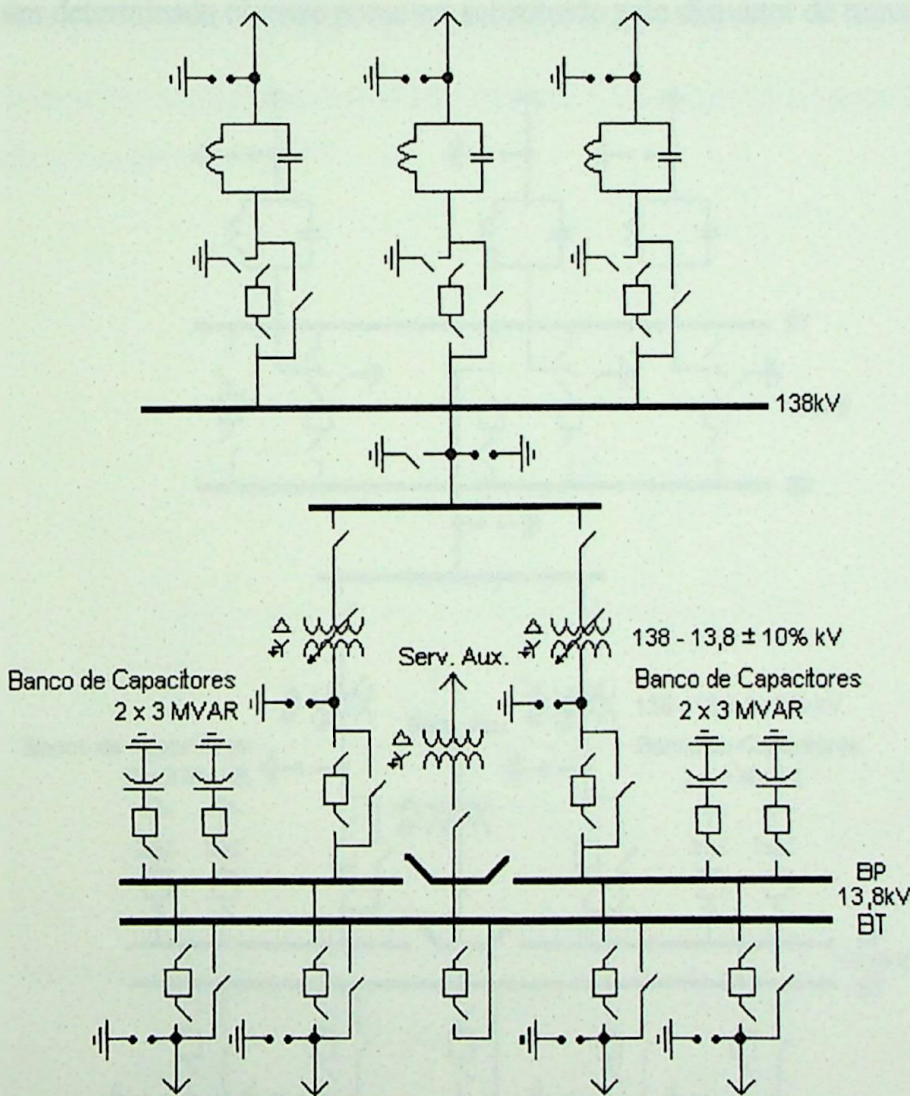 138kV
138 - 13,8 ± 10% kV
Serv. Aux.
Banco de Capacitores
2 x 3 MVAR
Banco de Capacitores
2 x 3 MVAR
BP
13,8kV
BT